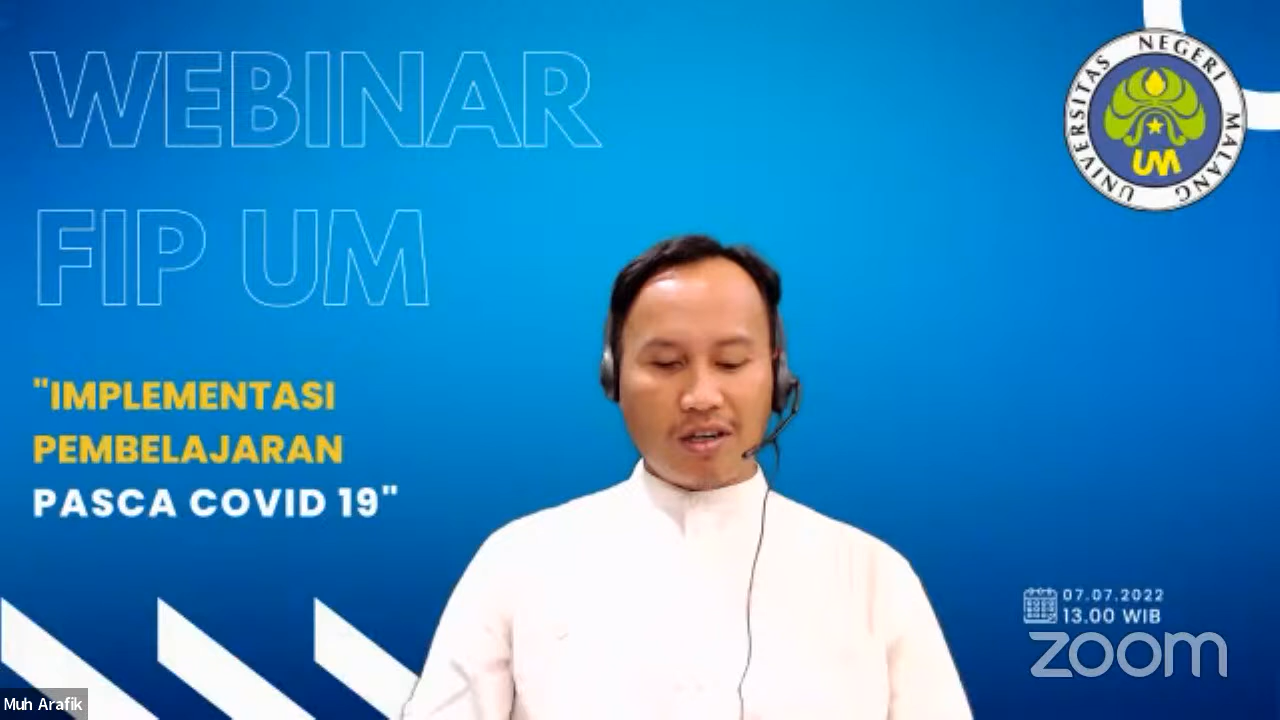 WEBINAR
FIP UM
"IMPLEMENTASI
PEMBELAJARAN
PASCA COVID 19"
UNIVERSITAS NEGERI MALANG
UM
07.07.2022
13.00 WIB
zoom
Muh Arafik